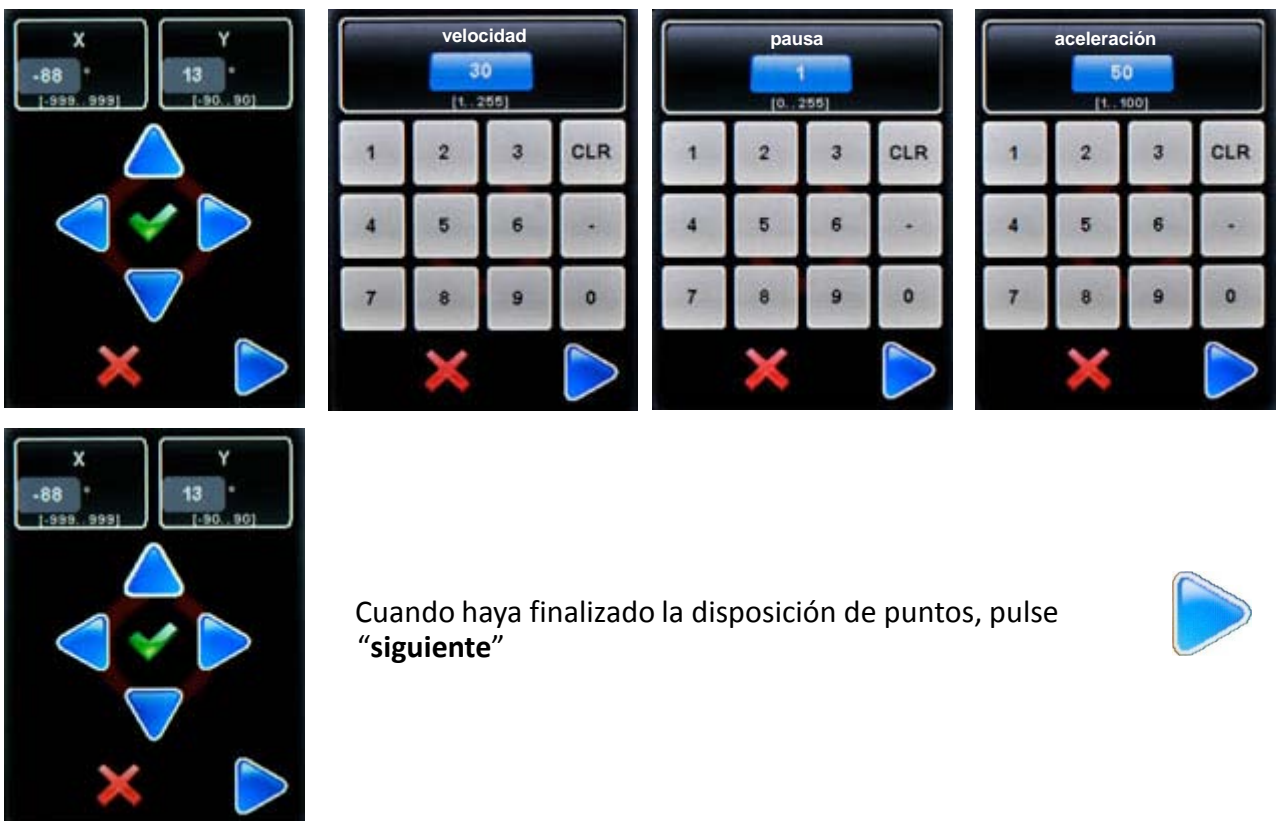 X Y
-88 ° 13 °
[-999..999] [-90..90]
velocidad
30
[1..255]
1 2 3 CLR
4 5 6 -
7 8 9 0
pausa
1
[0..255]
1 2 3 CLR
4 5 6 -
7 8 9 0
aceleración
50
[1..100]
1 2 3 CLR
4 5 6 -
7 8 9 0
X Y
-88 ° 13 °
[-999..999] [-90..90]
Cuando haya finalizado la disposición de puntos, pulse
“siguiente”